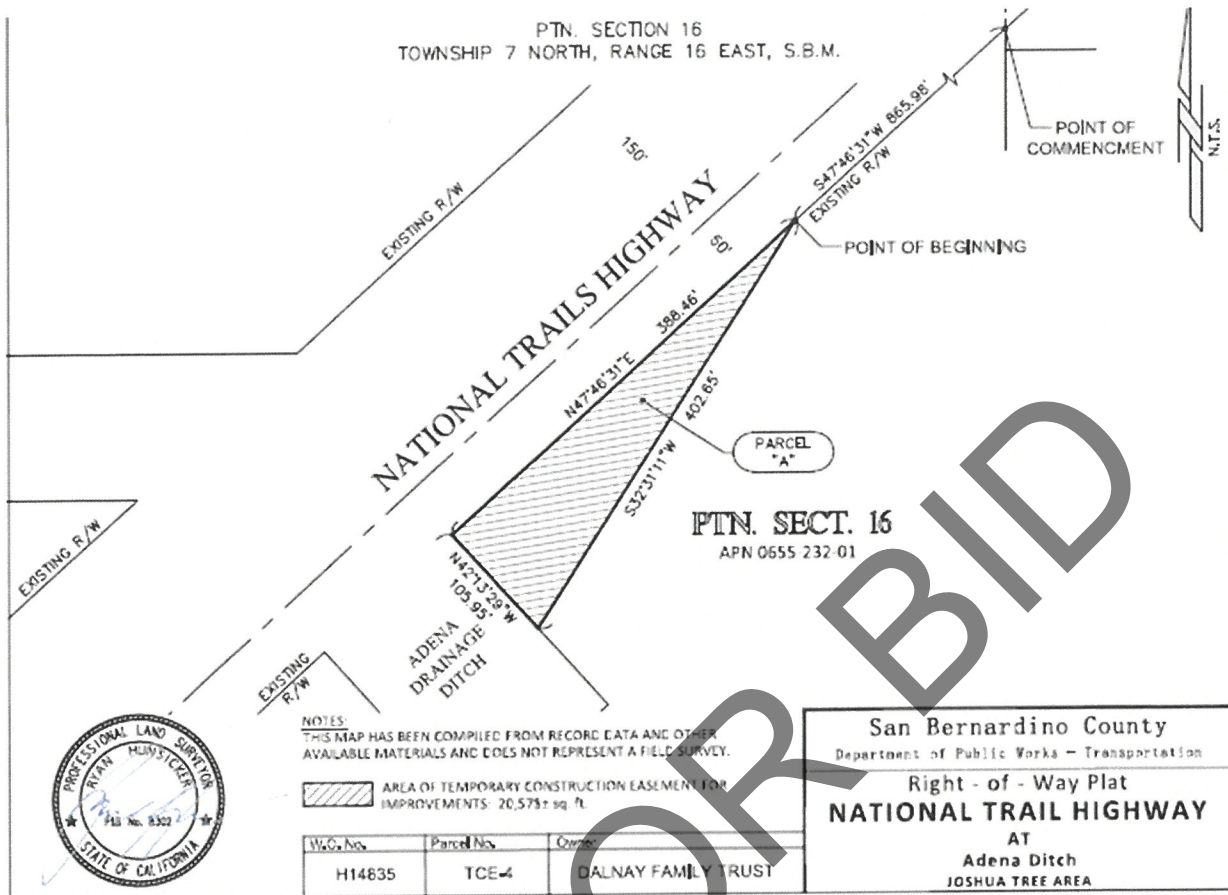 PTN. SECTION 16
TOWNSHIP 7 NORTH, RANGE 16 EAST, S.B.M.
150'
EXISTING R/W
NATIONAL TRAILS HIGHWAY
60'
S47°46'31"W 865.98'
EXISTING R/W
POINT OF
COMMENCMENT
N.T.S.
POINT OF BEGINNING
N47°46'31"E 388.46'
S32°31'11"W 402.65'
PARCEL
"A"
PTN. SECT. 16
APN 0655-232-01
EXISTING R/W
N42°13'29"W
105.95'
ADENA
DRAINAGE
DITCH
EXISTING
R/W
OR BID
PROFESSIONAL LAND SURVEYOR
RYAN HUNSICKER
PLS No. 8302
STATE OF CALIFORNIA
NOTES:
THIS MAP HAS BEEN COMPILED FROM RECORD DATA AND OTHER
AVAILABLE MATERIALS AND DOES NOT REPRESENT A FIELD SURVEY.
AREA OF TEMPORARY CONSTRUCTION EASEMENT FOR
IMPROVEMENTS: 20,578± sq. ft.
W.O. No. Parcel No. Owner
H14835 TCE-4 DALNAY FAMILY TRUST
San Bernardino County
Department of Public Works - Transportation
Right - of - Way Plat
NATIONAL TRAIL HIGHWAY
AT
Adena Ditch
JOSHUA TREE AREA